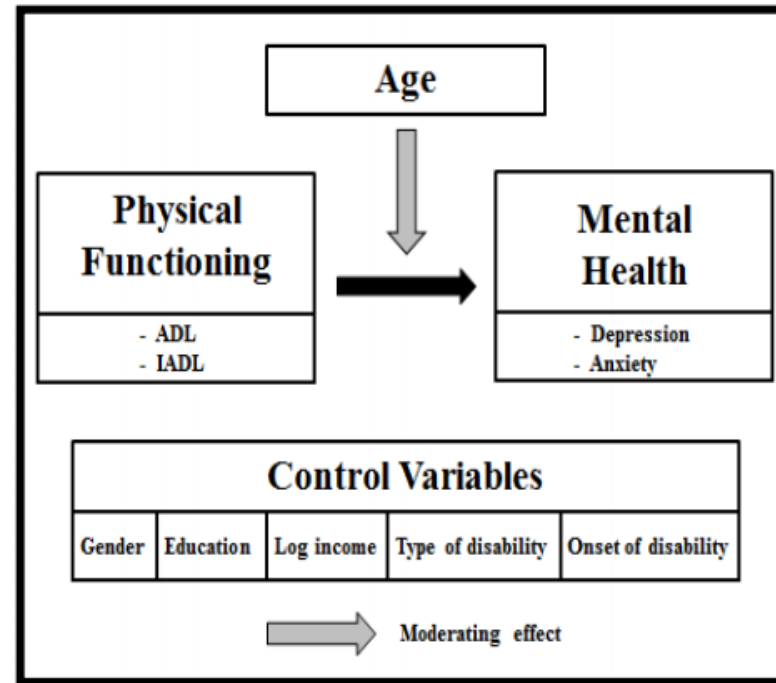 Age
Physical
Functioning
- ADL
- IADL
Mental
Health
- Depression
- Anxiety
Control Variables
Gender Education Log income Type of disability Onset of disability
Moderating effect